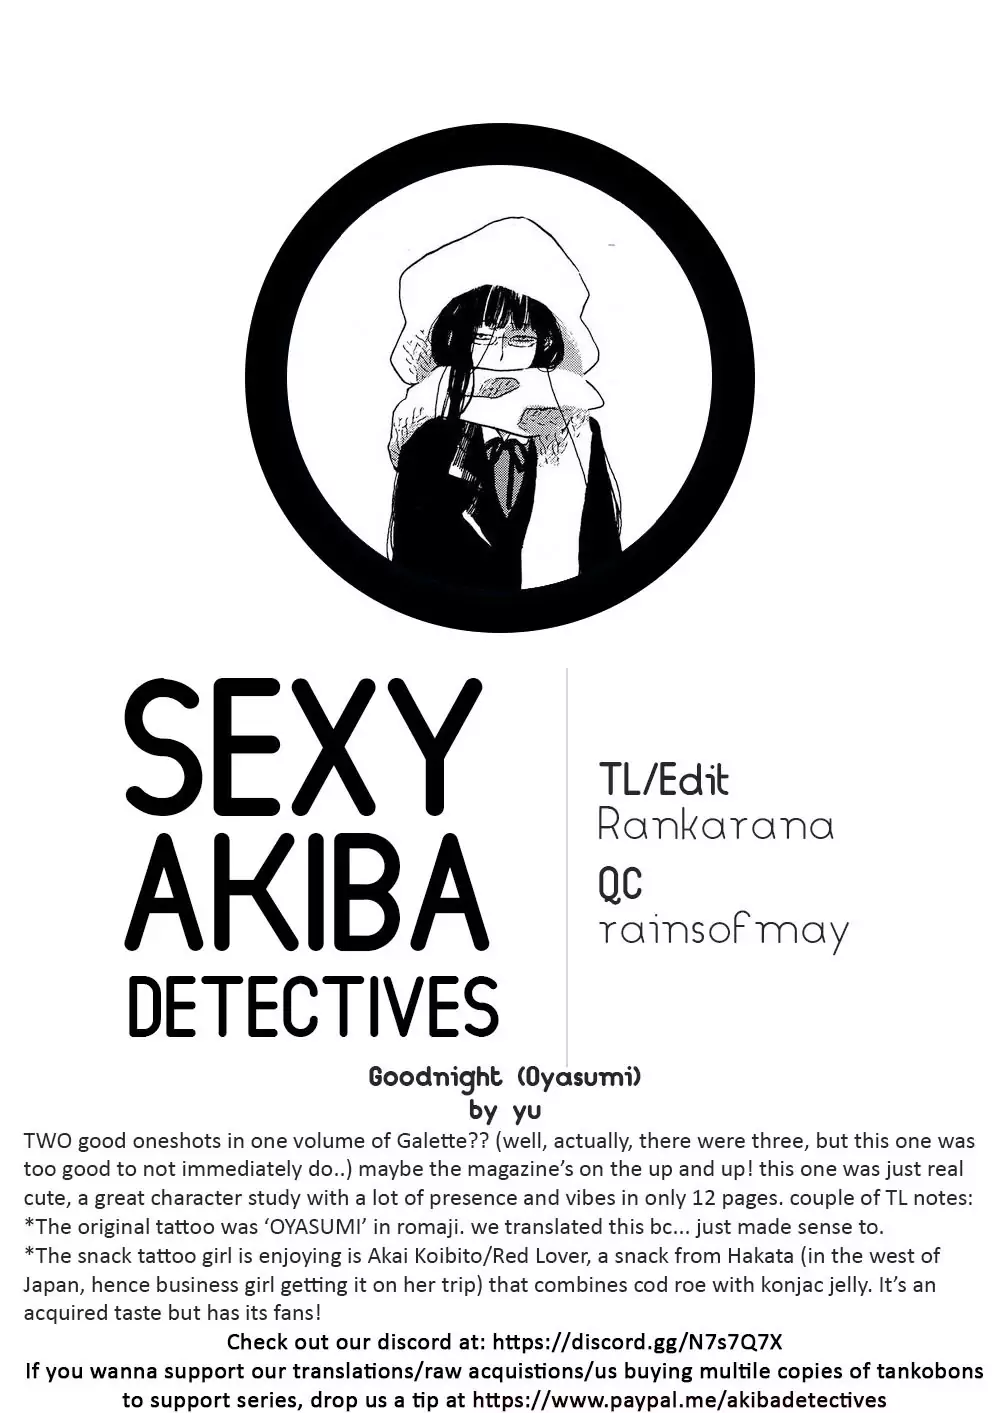 SEXY
AKIBA
DETECTIVES
TL/Edit
Rankarana
QC
rainsofmay
Goodnight (Oyasumi)
by yu
TWO good oneshots in one volume of Galette?? (well, actually, there were three, but this one was
too good to not immediately do..) maybe the magazine's on the up and up! this one was just real
cute, a great character study with a lot of presence and vibes in only 12 pages. couple of TL notes:
*The original tattoo was 'OYASUMI' in romaji. we translated this bc... just made sense to.
*The snack tattoo girl is enjoying is Akai Koibito/Red Lover, a snack from Hakata (in the west of
Japan, hence business girl getting it on her trip) that combines cod roe with konjac jelly. It's an
acquired taste but has its fans!
Check out our discord at: https://discord.gg/N7s7Q7X
If you wanna support our translations/raw acquistions/us buying multile copies of tankobons
to support series, drop us a tip at https://www.paypal.me/akibadetectives